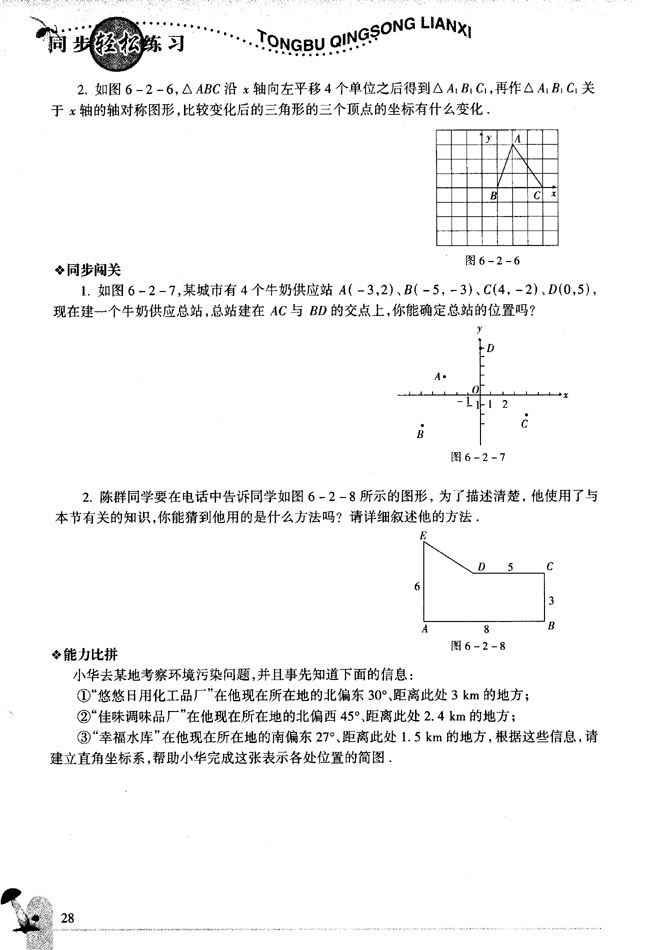 同步轻松练习
TONGBU QINGSONG LIANXI
2. 如图 6-2-6,△ABC 沿 x 轴向左平移 4 个单位之后得到△A₁B₁C₁,再作△A₁B₁C₁关
于 x 轴的轴对称图形,比较变化后的三角形的三个顶点的坐标有什么变化.
y A
B C x
图 6-2-6
❖同步闯关
1. 如图 6-2-7,某城市有 4 个牛奶供应站 A(-3,2)、B(-5,-3)、C(4,-2)、D(0,5),
现在建一个牛奶供应总站,总站建在 AC 与 BD 的交点上,你能确定总站的位置吗?
y
D
A
O
x
-1 -1 1 2
B C
图 6-2-7
2. 陈群同学要在电话中告诉同学如图 6-2-8 所示的图形,为了描述清楚,他使用了与
本节有关的知识,你能猜到他用的是什么方法吗?请详细叙述他的方法.
E
D 5 C
6
3
A 8 B
图 6-2-8
❖能力比拼
小华去某地考察环境污染问题,并且事先知道下面的信息:
①“悠悠日用化工品厂”在他现在所在地的北偏东 30°、距离此处 3 km 的地方;
②“佳味调味品厂”在他现在所在地的北偏西 45°、距离此处 2.4 km 的地方;
③“幸福水库”在他现在所在地的南偏东 27°、距离此处 1.5 km 的地方,根据这些信息,请
建立直角坐标系,帮助小华完成这张表示各处位置的简图.
28